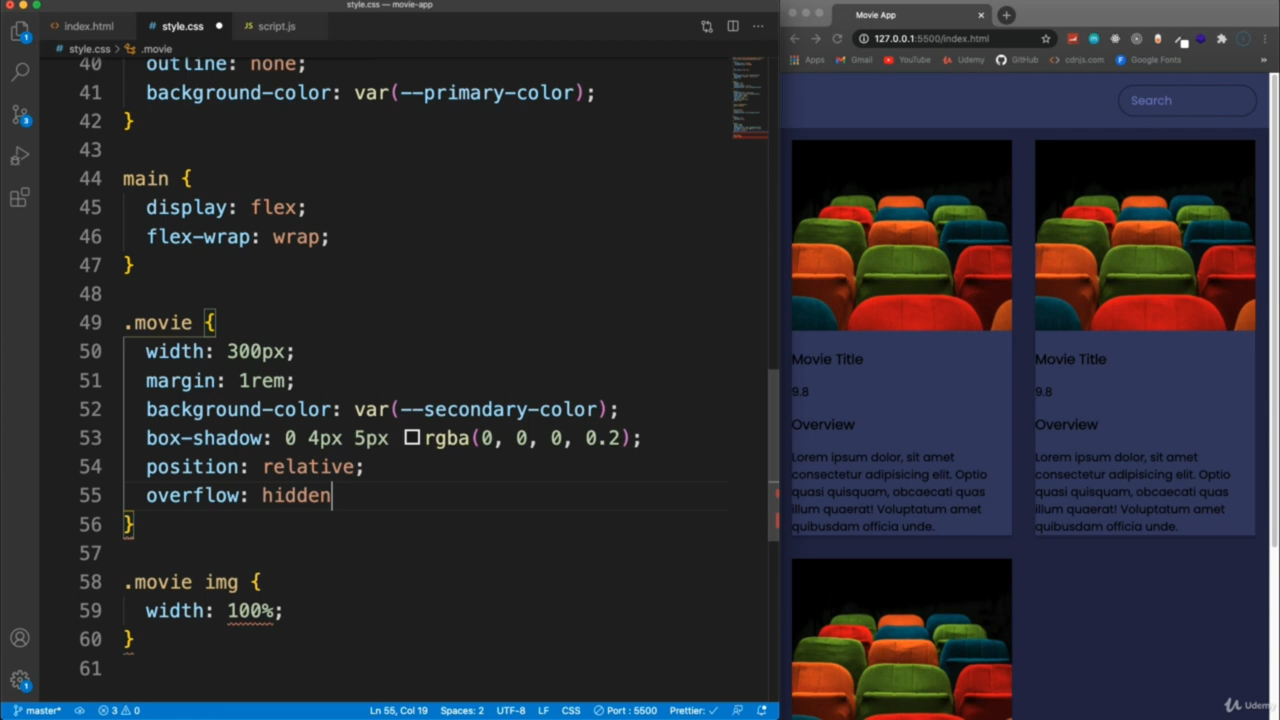 style.css — movie-app
index.html
style.css
script.js
style.css > .movie
40 outline: none;
41 background-color: var(--primary-color);
42 }
43
44 main {
45 display: flex;
46 flex-wrap: wrap;
47 }
48
49 .movie {
50 width: 300px;
51 margin: 1rem;
52 background-color: var(--secondary-color);
53 box-shadow: 0 4px 5px rgba(0, 0, 0, 0.2);
54 position: relative;
55 overflow: hidden
56 }
57
58 .movie img {
59 width: 100%;
60 }
61
1
3
1
master* 3 0 Ln 55, Col 19 Spaces: 2 UTF-8 LF CSS Port : 5500 Prettier: ✓
Movie App
127.0.0.1:5500/index.html
Apps Gmail YouTube Udemy GitHub cdnjs.com Google Fonts »
Search
Movie Title
9.8
Overview
Lorem ipsum dolor, sit amet
consectetur adipisicing elit. Optio
quasi quisquam, obcaecati quas
illum quaerat! Voluptatum amet
quibusdam officia unde.
Movie Title
9.8
Overview
Lorem ipsum dolor, sit amet
consectetur adipisicing elit. Optio
quasi quisquam, obcaecati quas
illum quaerat! Voluptatum amet
quibusdam officia unde.
Udemy